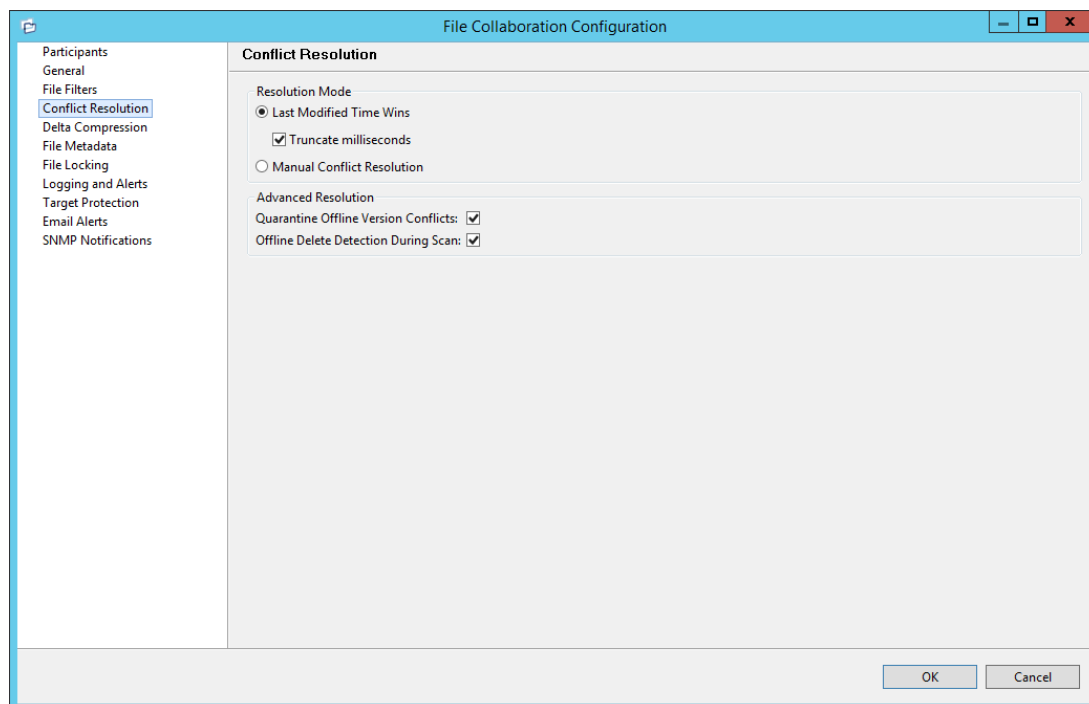 File Collaboration Configuration
Participants
General
File Filters
Conflict Resolution
Delta Compression
File Metadata
File Locking
Logging and Alerts
Target Protection
Email Alerts
SNMP Notifications
Conflict Resolution
Resolution Mode
Last Modified Time Wins
Truncate milliseconds
Manual Conflict Resolution
Advanced Resolution
Quarantine Offline Version Conflicts:
Offline Delete Detection During Scan:
OK Cancel